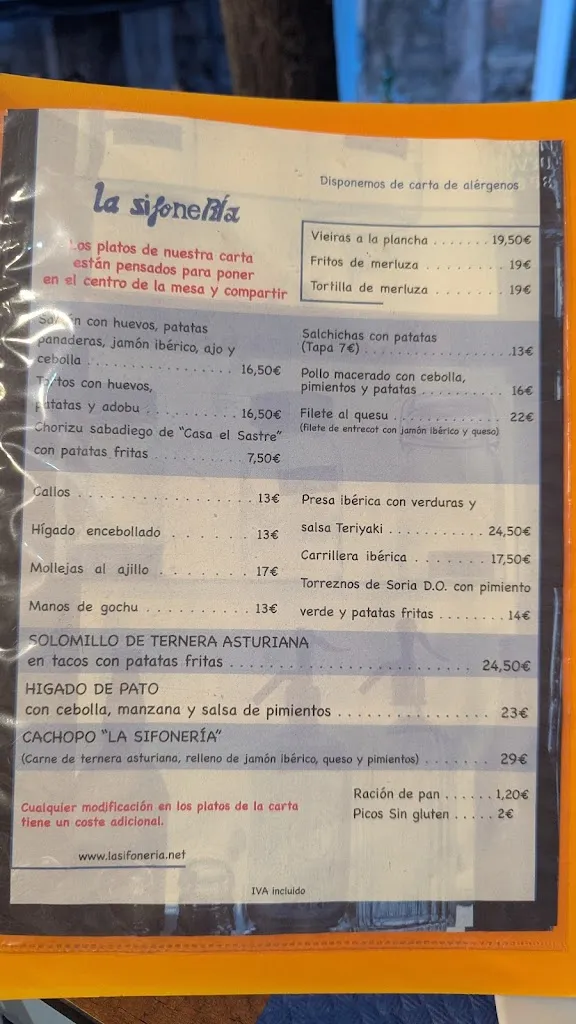 la sifoneRÍa
Los platos de nuestra carta
están pensados para poner
en el centro de la mesa y compartir
Disponemos de carta de alérgenos
Vieiras a la plancha ....... 19,50€
Fritos de merluza ......... 19€
Tortilla de merluza ........ 19€
con huevos, patatas
panaderas, jamón ibérico, ajo y
cebolla .................. 16,50€
con huevos,
patatas y adobu ............ 16,50€
Chorizu sabadiego de "Casa el Sastre"
con patatas fritas ........... 7,50€
Salchichas con patatas
(Tapa 7€) .................. 13€
Pollo macerado con cebolla,
pimientos y patatas .......... 16€
Filete al quesu .............. 22€
(filete de entrecot con jamón ibérico y queso)
Callos .................. 13€
Hígado encebollado ....... 13€
Mollejas al ajillo ......... 17€
Manos de gochu ........... 13€
Presa ibérica con verduras y
salsa Teriyaki ........... 24,50€
Carrillera ibérica ......... 17,50€
Torreznos de Soria D.O. con pimiento
verde y patatas fritas ........ 14€
SOLOMILLO DE TERNERA ASTURIANA
en tacos con patatas fritas ........................ 24,50€
HIGADO DE PATO
con cebolla, manzana y salsa de pimientos ................ 23€
CACHOPO "LA SIFONERÍA"
(Carne de ternera asturiana, relleno de jamón ibérico, queso y pimientos) ....... 29€
Cualquier modificación en los platos de la carta
tiene un coste adicional.
Ración de pan ...... 1,20€
Picos Sin gluten ..... 2€
www.lasifoneria.net
IVA incluido